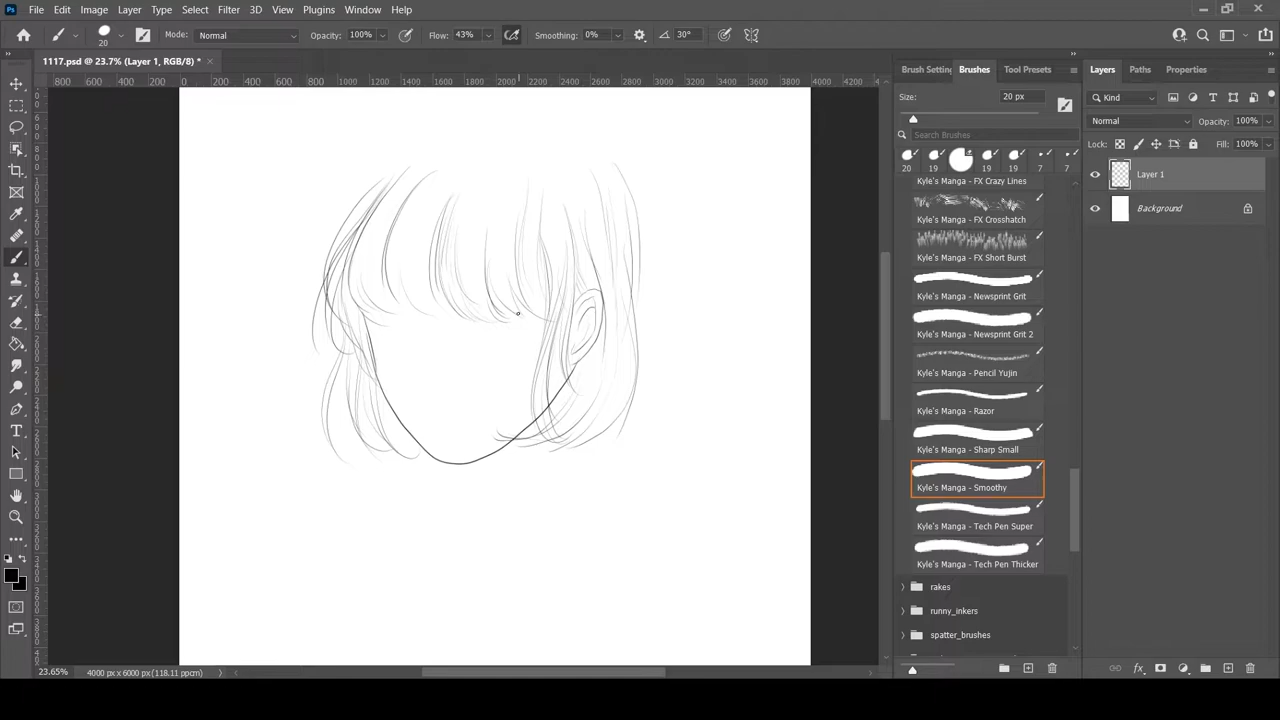 File Edit Image Layer Type Select Filter 3D View Plugins Window Help
20 Mode: Normal Opacity: 100% Flow: 43% Smoothing: 0% 30°
1117.psd @ 23.7% (Layer 1, RGB/8) *
800 600 400 200 0 200 400 600 800 1000 1200 1400 1600 1800 2000 2200 2400 2600 2800 3000 3200 3400 3600 3800 4000 4200
Brush Setting Brushes Tool Presets
Size: 20 px
Search Brushes
20 19 19 19 7 7
Kyle's Manga - FX Crazy Lines
Kyle's Manga - FX Crosshatch
Kyle's Manga - FX Short Burst
Kyle's Manga - Newsprint Grit
Kyle's Manga - Newsprint Grit 2
Kyle's Manga - Pencil Yujin
Kyle's Manga - Razor
Kyle's Manga - Sharp Small
Kyle's Manga - Smoothy
Kyle's Manga - Tech Pen Super
Kyle's Manga - Tech Pen Thicker
rakes
runny_inkers
spatter_brushes
Layers Paths Properties
Kind
Normal Opacity: 100%
Lock: Fill: 100%
Layer 1
Background
23.65% 4000 px x 6000 px (118.11 ppcm)